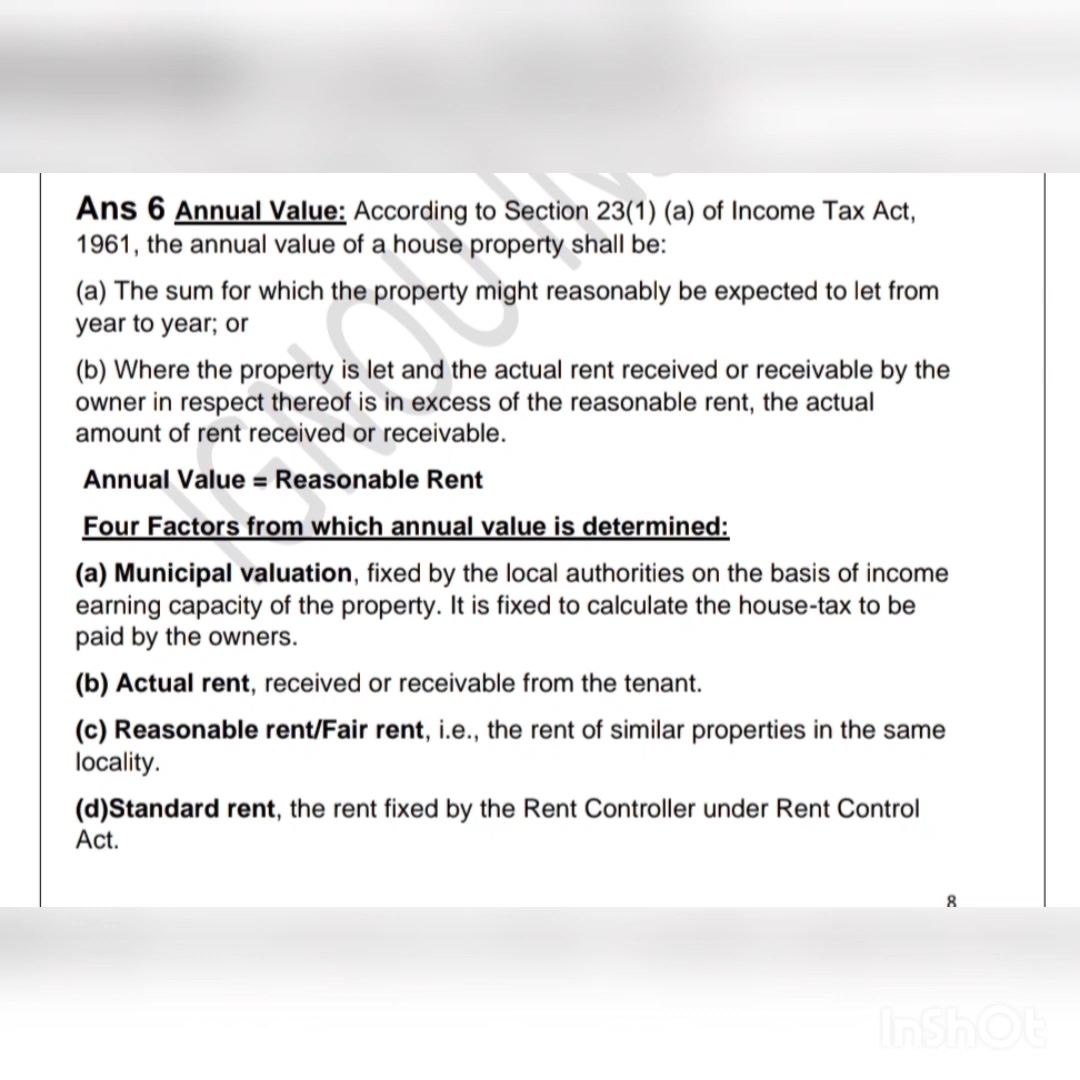 Ans 6 Annual Value: According to Section 23(1) (a) of Income Tax Act,
1961, the annual value of a house property shall be:
(a) The sum for which the property might reasonably be expected to let from
year to year; or
(b) Where the property is let and the actual rent received or receivable by the
owner in respect thereof is in excess of the reasonable rent, the actual
amount of rent received or receivable.
Annual Value = Reasonable Rent
Four Factors from which annual value is determined:
(a) Municipal valuation, fixed by the local authorities on the basis of income
earning capacity of the property. It is fixed to calculate the house-tax to be
paid by the owners.
(b) Actual rent, received or receivable from the tenant.
(c) Reasonable rent/Fair rent, i.e., the rent of similar properties in the same
locality.
(d)Standard rent, the rent fixed by the Rent Controller under Rent Control
Act.
8
IGNOU
InShOt